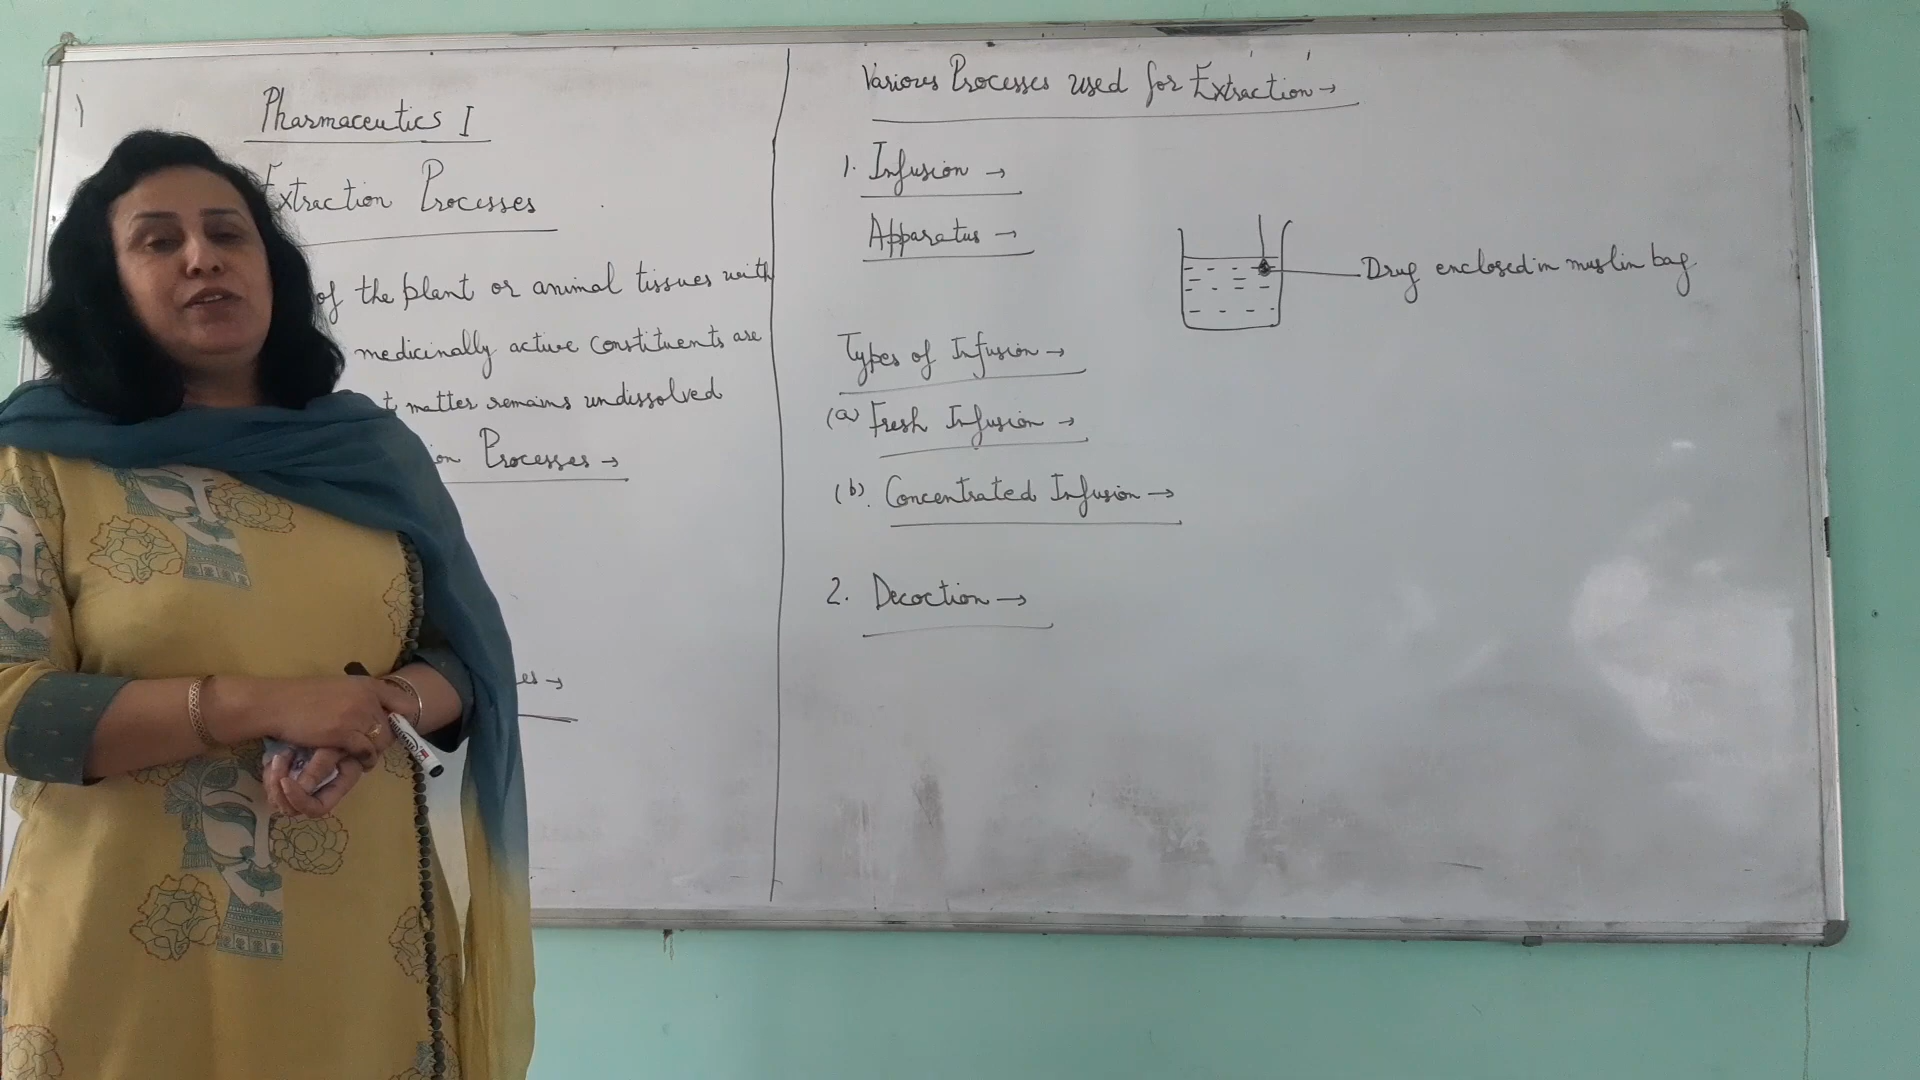 Pharmaceutics I
Extraction Processes
of the plant or animal tissues with
medicinally active constituents are
t matter remains undissolved
on Processes →
es →
Various Processes used for Extraction →
1. Infusion →
Apparatus →
Drug enclosed in muslin bag
Types of Infusion →
(a) Fresh Infusion →
(b). Concentrated Infusion →
2. Decoction →